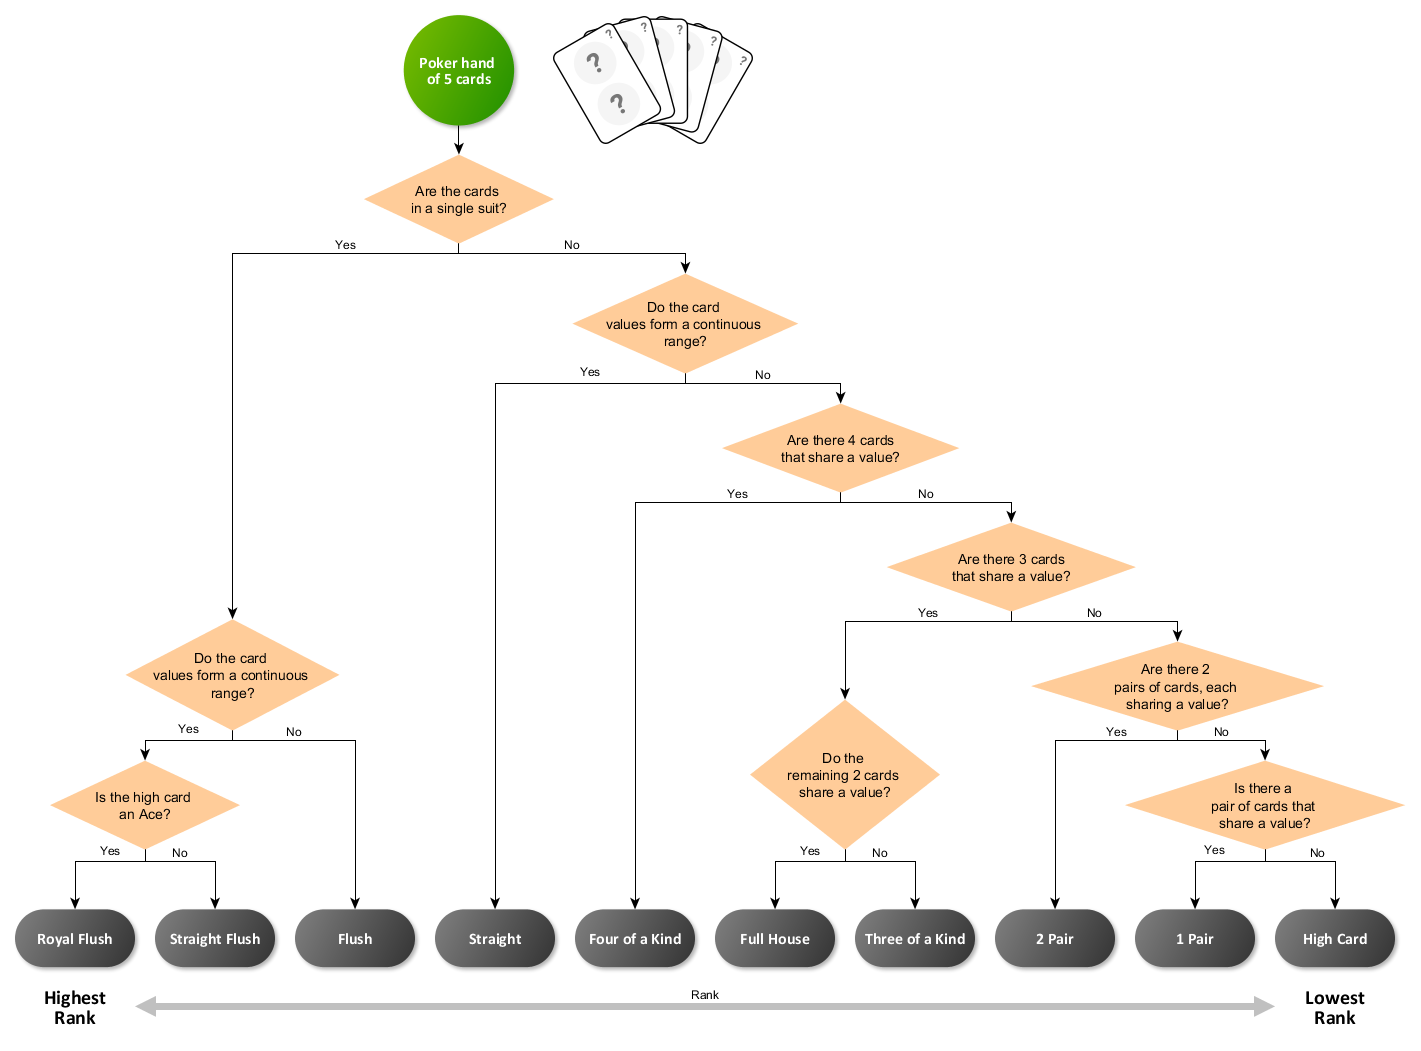 Poker hand
of 5 cards
?
?
?
?
?
?
?
Are the cards
in a single suit?
Yes
No
Do the card
values form a continuous
range?
Yes
No
Are there 4 cards
that share a value?
Yes
No
Are there 3 cards
that share a value?
Yes
No
Do the card
values form a continuous
range?
Are there 2
pairs of cards, each
sharing a value?
Yes
No
Yes
No
Do the
remaining 2 cards
share a value?
Is the high card
an Ace?
Is there a
pair of cards that
share a value?
Yes
No
Yes
No
Yes
No
Royal Flush
Straight Flush
Flush
Straight
Four of a Kind
Full House
Three of a Kind
2 Pair
1 Pair
High Card
Highest
Rank
Rank
Lowest
Rank